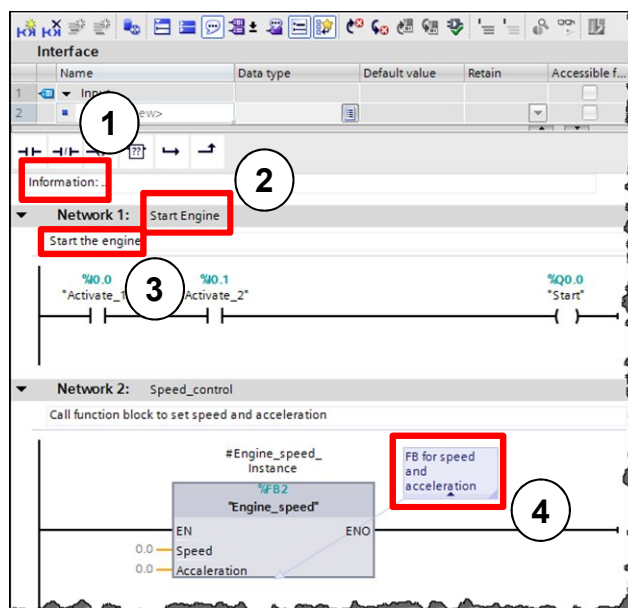 Interface
Name Data type Default value Retain Accessible f...
1
2
1
2
Information: ..
Network 1: Start Engine
Start the engine
3
%I0.0 %I0.1 %Q0.0
Activate_2" "Start"
Network 2: Speed_control
Call function block to set speed and acceleration
#Engine_speed_
Instance
%FB2
"Engine_speed"
FB for speed
and
acceleration
4
EN ENO
0.0 Speed
0.0 Accaleration